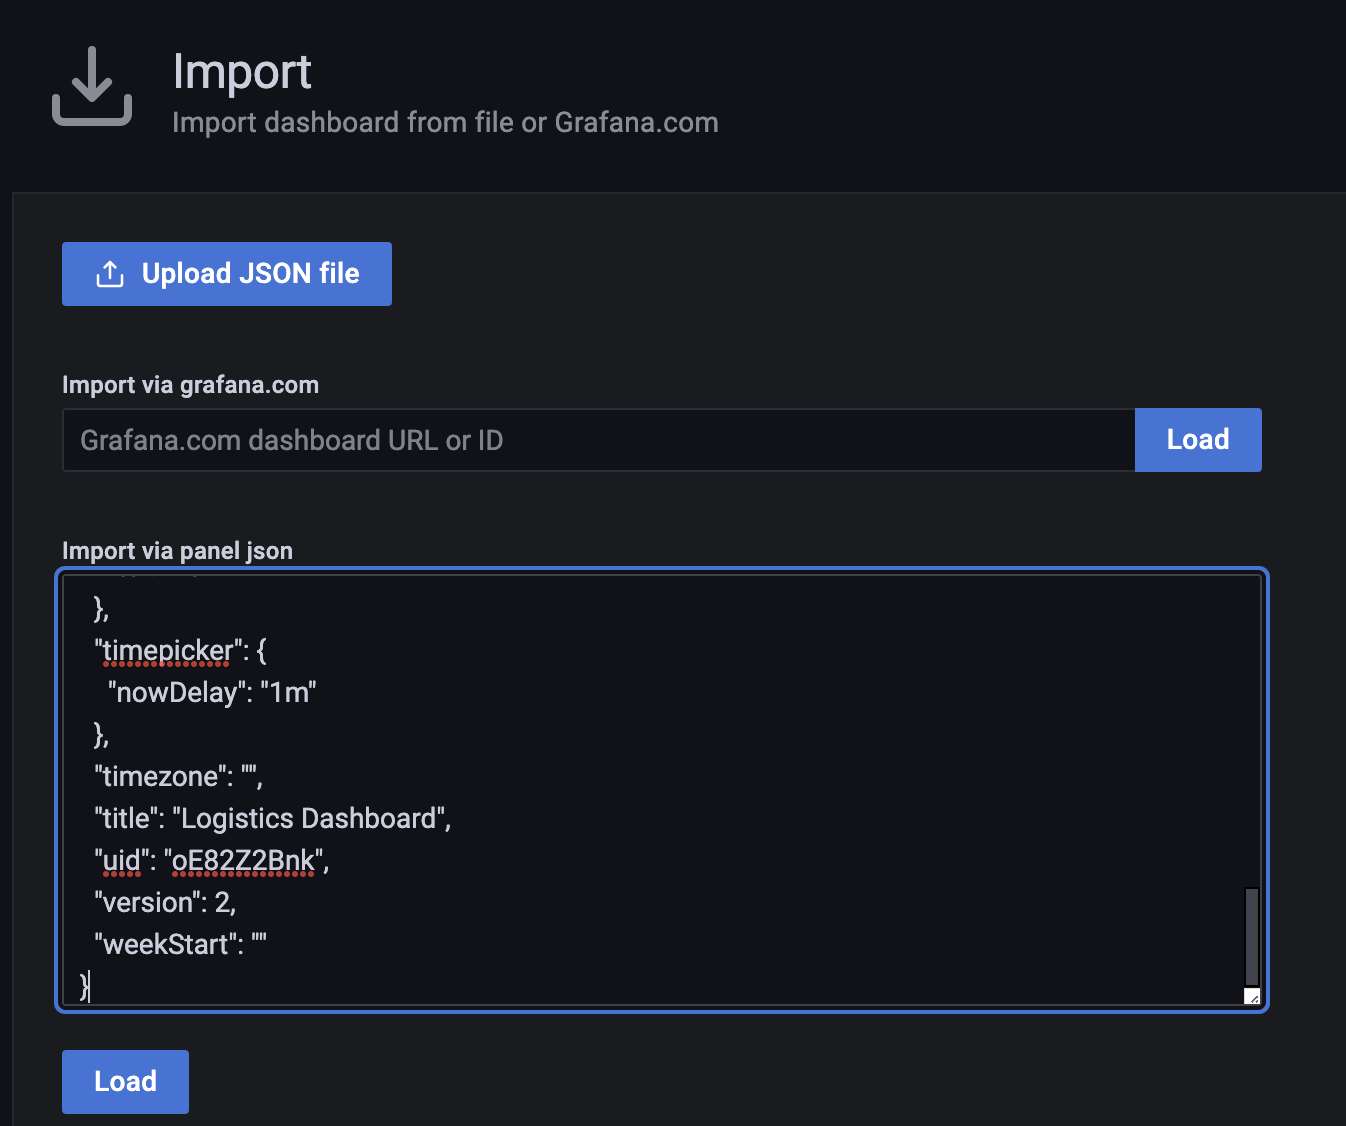 Import
Import dashboard from file or Grafana.com
Upload JSON file
Import via grafana.com
Grafana.com dashboard URL or ID
Load
Import via panel json
},
"timepicker": {
"nowDelay": "1m"
},
"timezone": "",
"title": "Logistics Dashboard",
"uid": "oE82Z2Bnk",
"version": 2,
"weekStart": ""
}
Load